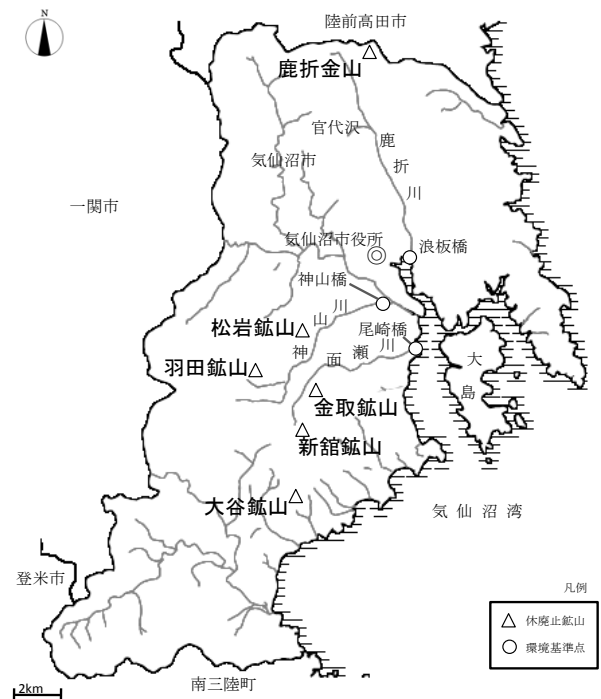 N
陸前高田市
鹿折金山
官代沢
鹿折川
気仙沼市
一関市
気仙沼市役所
浪板橋
神山橋
松岩鉱山
神山川
尾崎橋
面瀬川
大島
羽田鉱山
金取鉱山
新舘鉱山
大谷鉱山
気仙沼湾
登米市
凡例
休廃止鉱山
環境基準点
南三陸町
2km